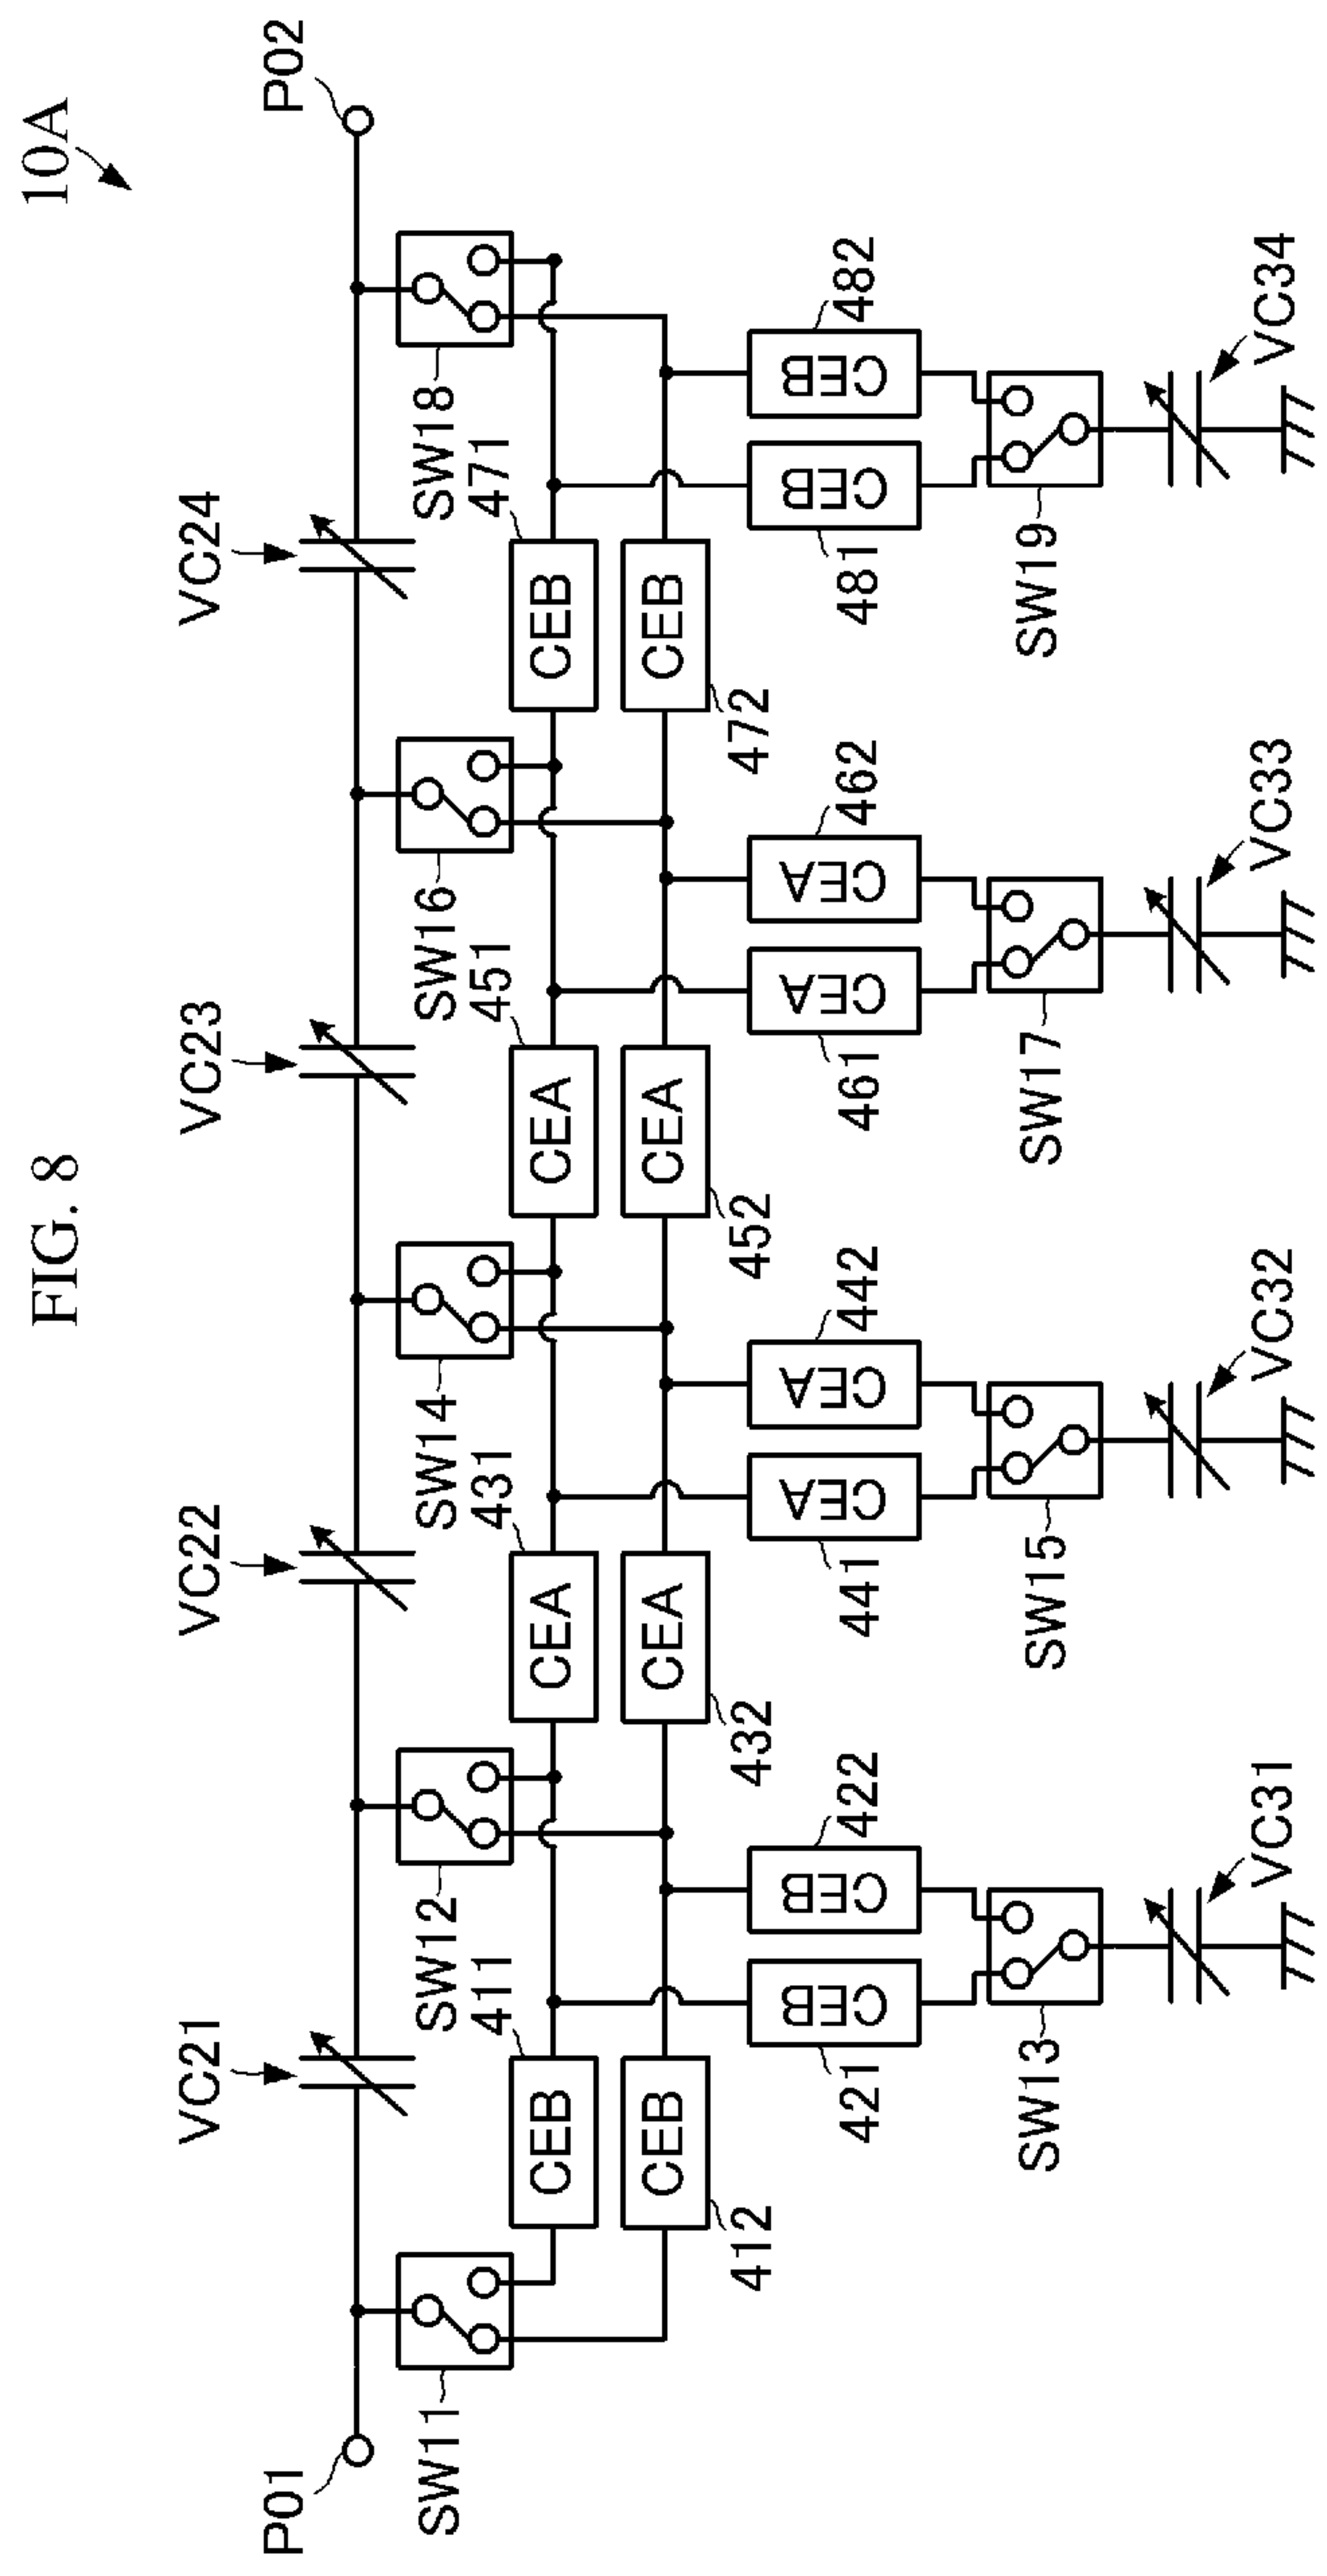 FIG. 8
10A
P01
VC21
VC22
VC23
VC24
P02
SW11
SW12
SW14
SW16
SW18
411
431
451
471
CEB
CEA
CEA
CEB
CEB
CEA
CEA
CEB
412
432
452
472
421
CEB
CEB
422
441
CEA
CEA
442
461
CEA
CEA
462
481
CEB
CEB
482
SW13
SW15
SW17
SW19
VC31
VC32
VC33
VC34